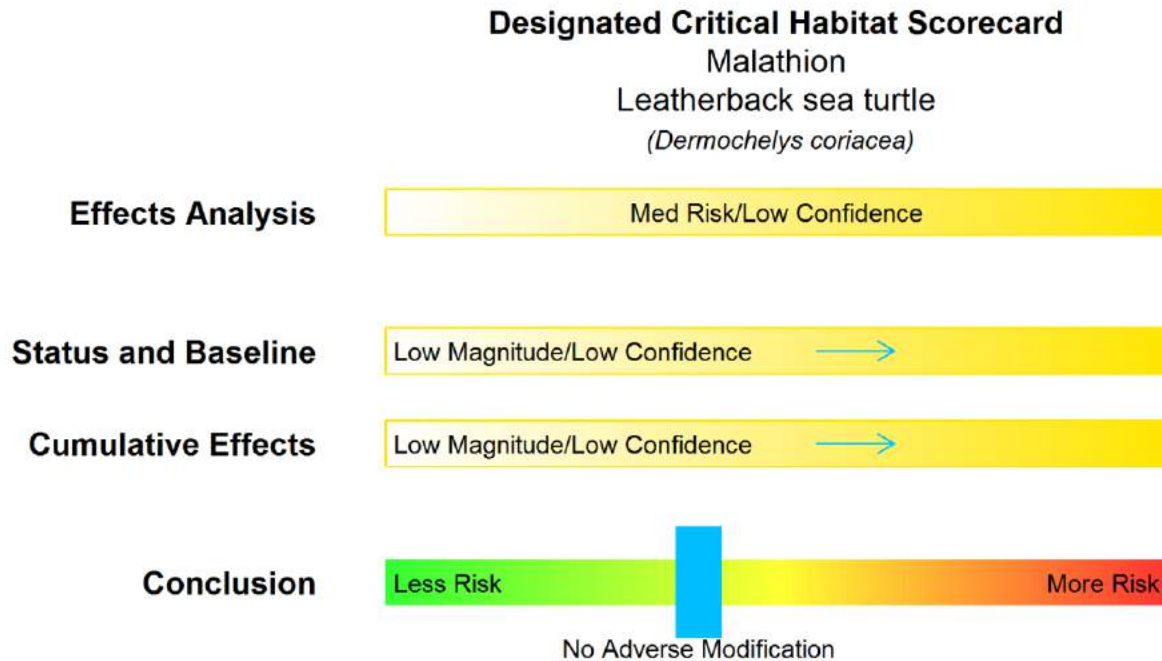 Designated Critical Habitat Scorecard
Malathion
Leatherback sea turtle
(Dermochelys coriacea)
Effects Analysis
Med Risk/Low Confidence
Status and Baseline
Low Magnitude/Low Confidence
Cumulative Effects
Low Magnitude/Low Confidence
Conclusion
Less Risk
More Risk
No Adverse Modification